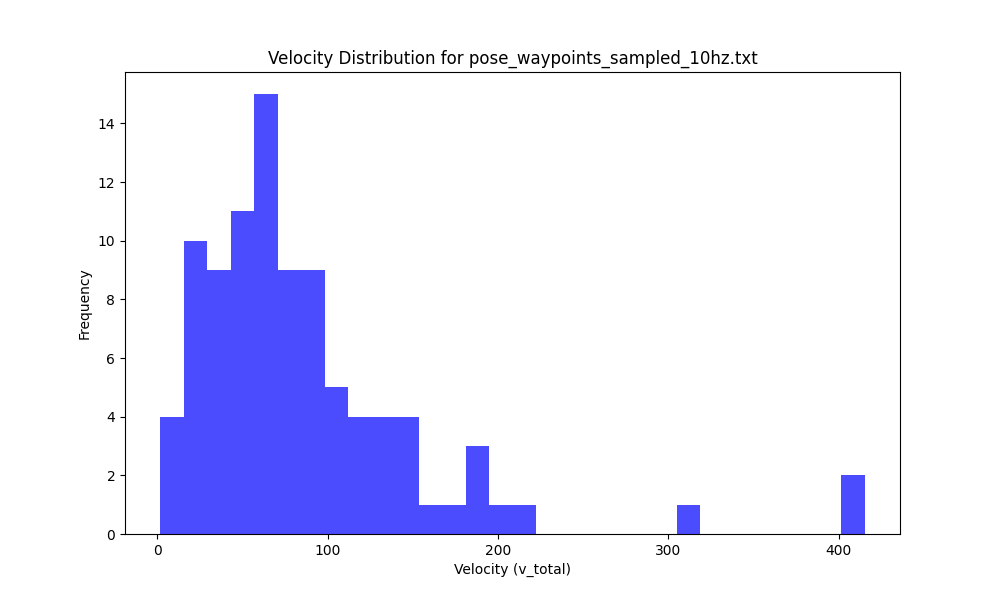 Velocity Distribution for pose_waypoints_sampled_10hz.txt
14
12
10
8
6
4
2
0
Frequency
0 100 200 300 400
Velocity (v_total)